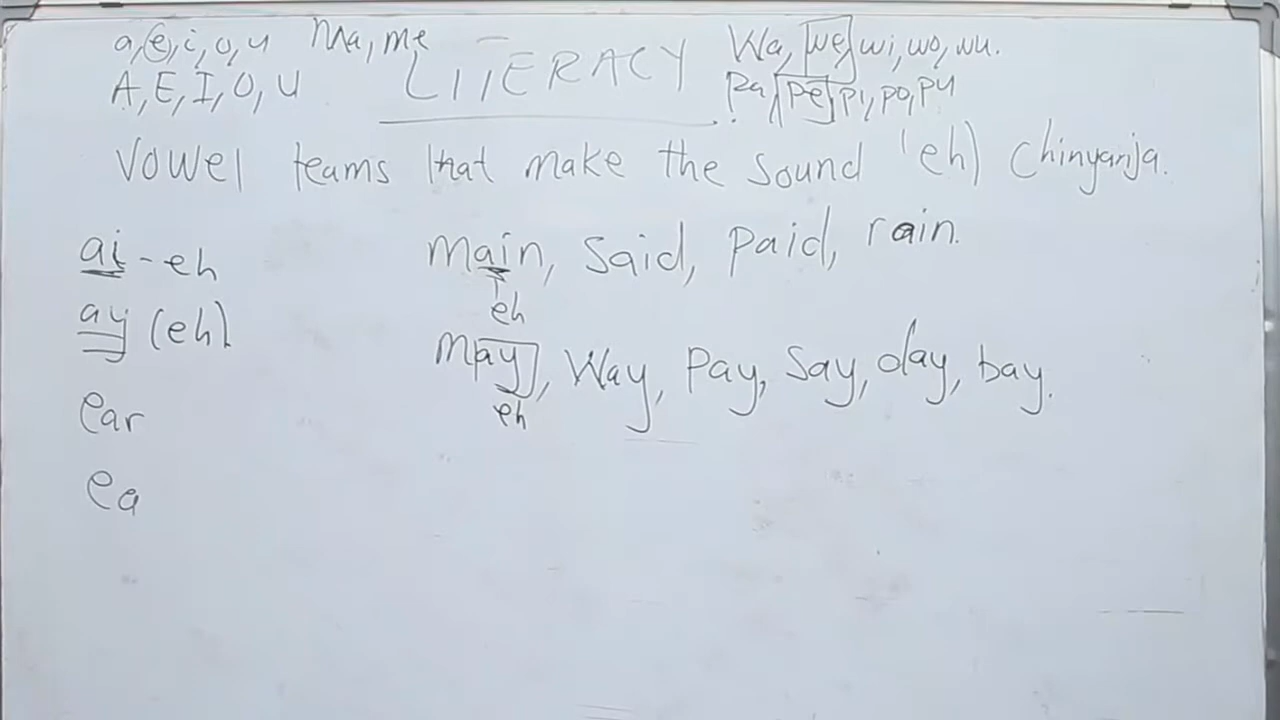 a, e, i, o, u Ma, me LITERACY Wa, we, wi, wo, wu.
A, E, I, O, U pa, pe, pi, po, pu
Vowel teams that make the sound 'eh) Chinyanja.
ai - eh main, said, paid, rain.
eh
ay (eh) may, Way, Pay, Say, day, bay.
eh
ear
ea